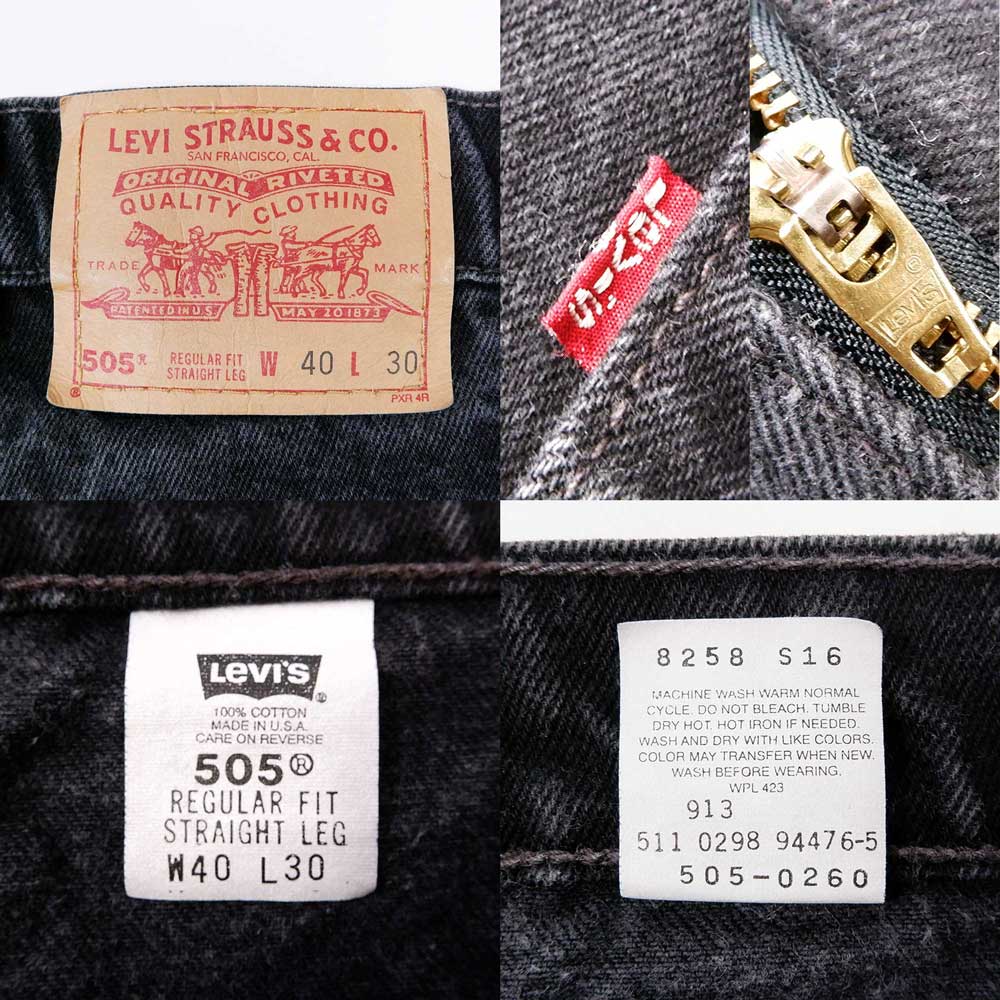 LEVI STRAUSS & CO.
SAN FRANCISCO, CAL.
ORIGINAL RIVETED
QUALITY CLOTHING
TRADE MARK
PATENTED IN U.S. MAY 20 1873
505® REGULAR FIT STRAIGHT LEG W 40 L 30
® PXR 4R
LEVI'S
®
Levi's
Levi's
®
100% COTTON
MADE IN U.S.A.
CARE ON REVERSE
505®
REGULAR FIT
STRAIGHT LEG
W40 L30
8258 S16
MACHINE WASH WARM NORMAL
CYCLE. DO NOT BLEACH. TUMBLE
DRY HOT. HOT IRON IF NEEDED.
WASH AND DRY WITH LIKE COLORS.
COLOR MAY TRANSFER WHEN NEW.
WASH BEFORE WEARING.
WPL 423
913
511 0298 94476-5
505-0260